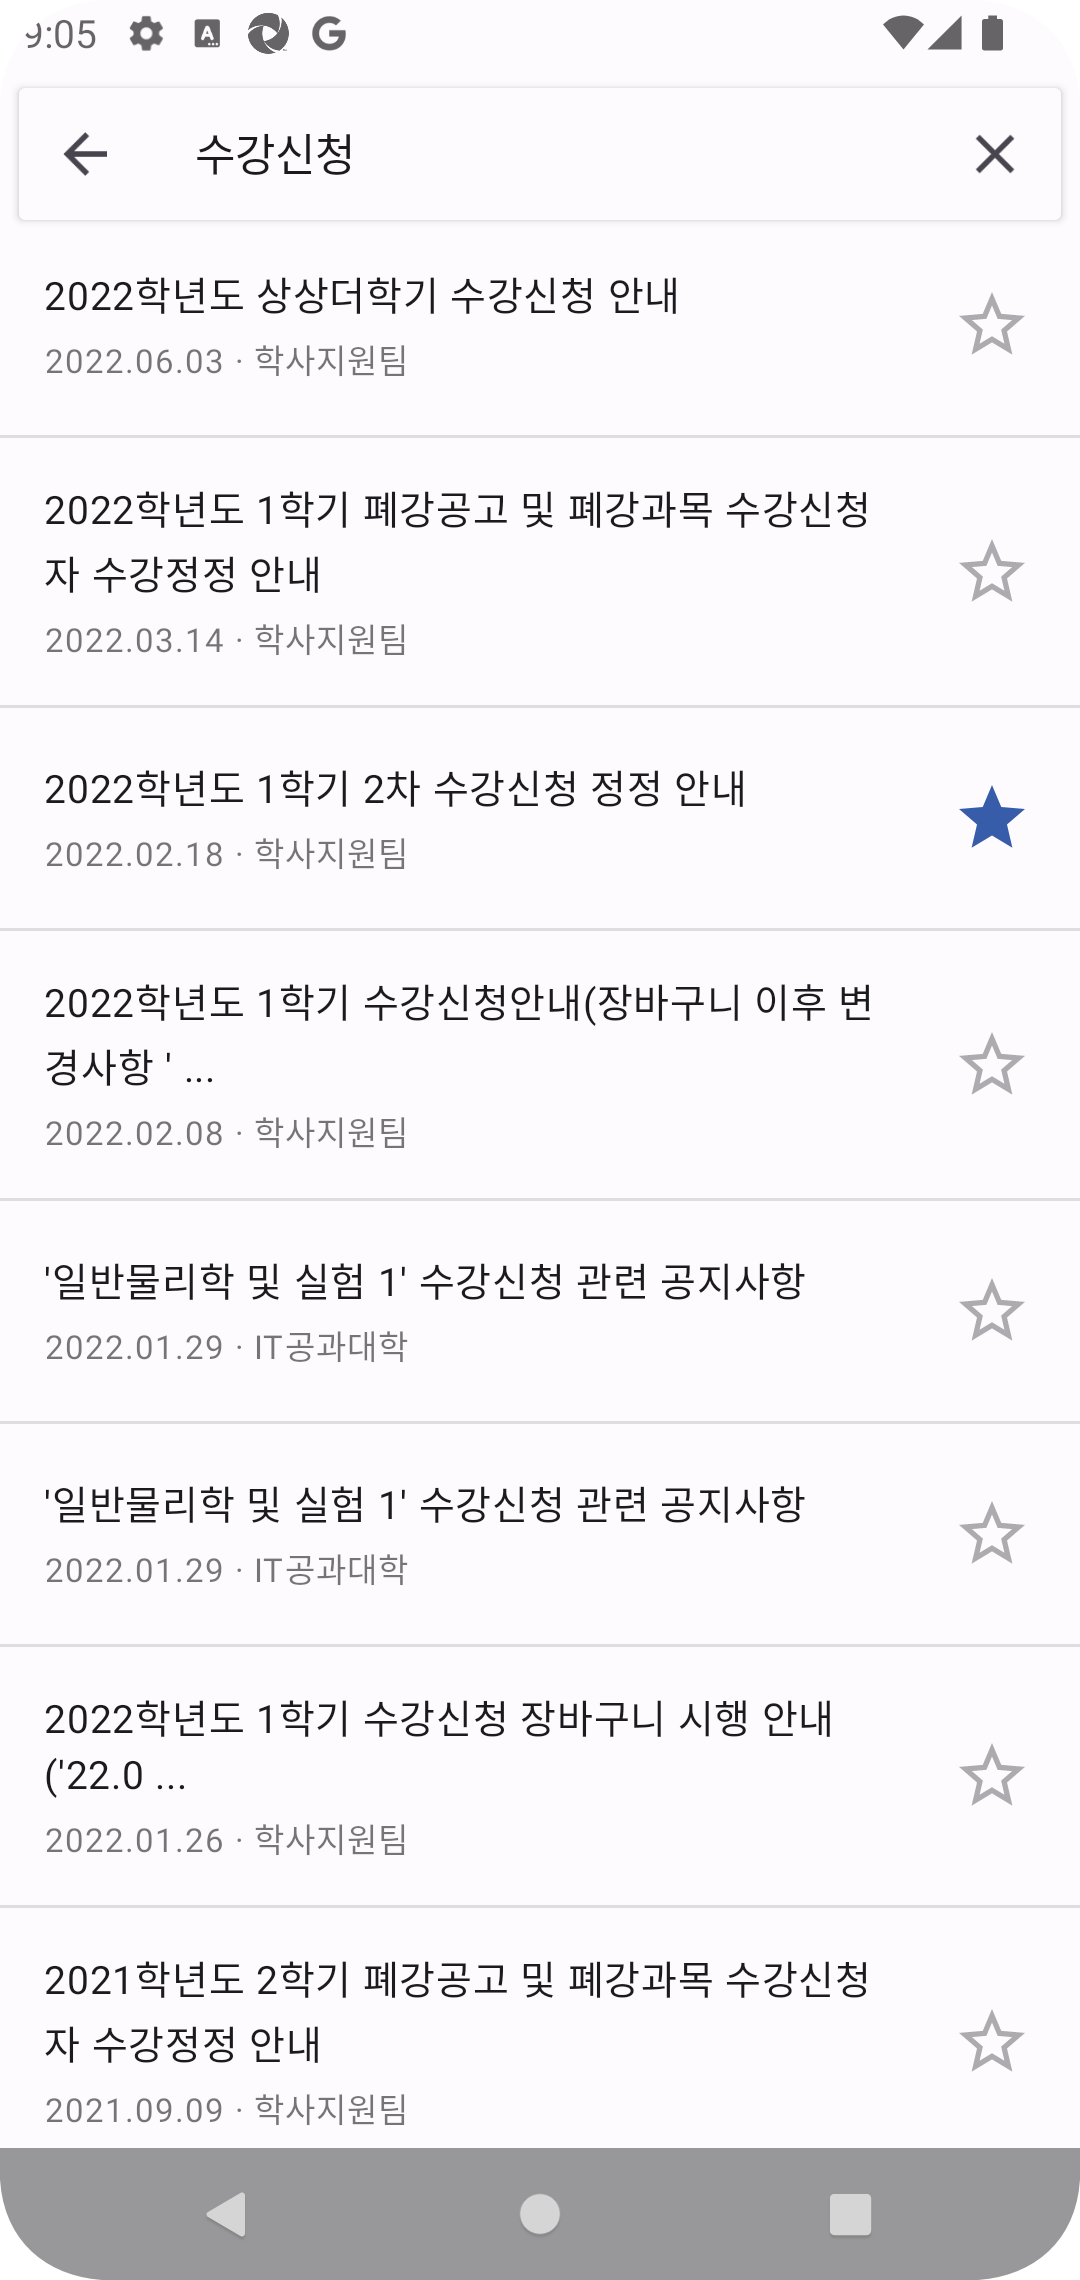 9:05
수강신청
2022학년도 상상더학기 수강신청 안내
2022.06.03 · 학사지원팀
2022학년도 1학기 폐강공고 및 폐강과목 수강신청
자 수강정정 안내
2022.03.14 · 학사지원팀
2022학년도 1학기 2차 수강신청 정정 안내
2022.02.18 · 학사지원팀
2022학년도 1학기 수강신청안내(장바구니 이후 변
경사항 ' ...
2022.02.08 · 학사지원팀
'일반물리학 및 실험 1' 수강신청 관련 공지사항
2022.01.29 · IT공과대학
'일반물리학 및 실험 1' 수강신청 관련 공지사항
2022.01.29 · IT공과대학
2022학년도 1학기 수강신청 장바구니 시행 안내
('22.0 ...
2022.01.26 · 학사지원팀
2021학년도 2학기 폐강공고 및 폐강과목 수강신청
자 수강정정 안내
2021.09.09 · 학사지원팀